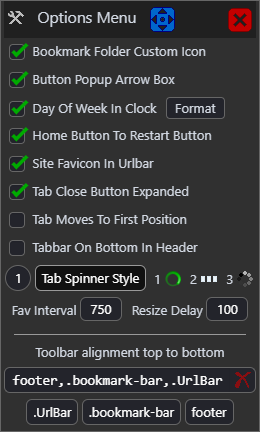 Options Menu
Bookmark Folder Custom Icon
Button Popup Arrow Box
Day Of Week In Clock Format
Home Button To Restart Button
Site Favicon In Urlbar
Tab Close Button Expanded
Tab Moves To First Position
Tabbar On Bottom In Header
1 Tab Spinner Style 1 2 3
Fav Interval 750 Resize Delay 100
Toolbar alignment top to bottom
footer,.bookmark-bar,.UrlBar
.UrlBar .bookmark-bar footer